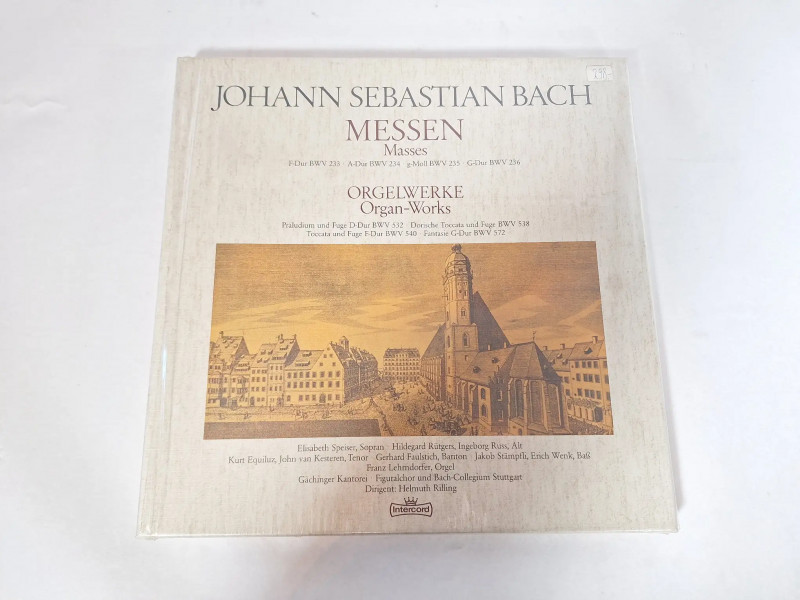 JOHANN SEBASTIAN BACH
MESSEN
Masses
F-Dur BWV 233 · A-Dur BWV 234 · g-Moll BWV 235 · G-Dur BWV 236
ORGELWERKE
Organ-Works
Präludium und Fuge D-Dur BWV 532 · Dorische Toccata und Fuge BWV 538
Toccata und Fuge F-Dur BWV 540 · Fantasie G-Dur BWV 572
Elisabeth Speiser, Sopran Hildegard Rütgers, Ingeborg Russ, Alt
Kurt Equiluz, John van Kesteren, Tenor Gerhard Faulstich, Bariton Jakob Stämpfli, Erich Wenk, Baß
Franz Lehrndorfer, Orgel
Gächinger Kantorei Figuralchor und Bach-Collegium Stuttgart
Dirigent: Helmuth Rilling
Intercord